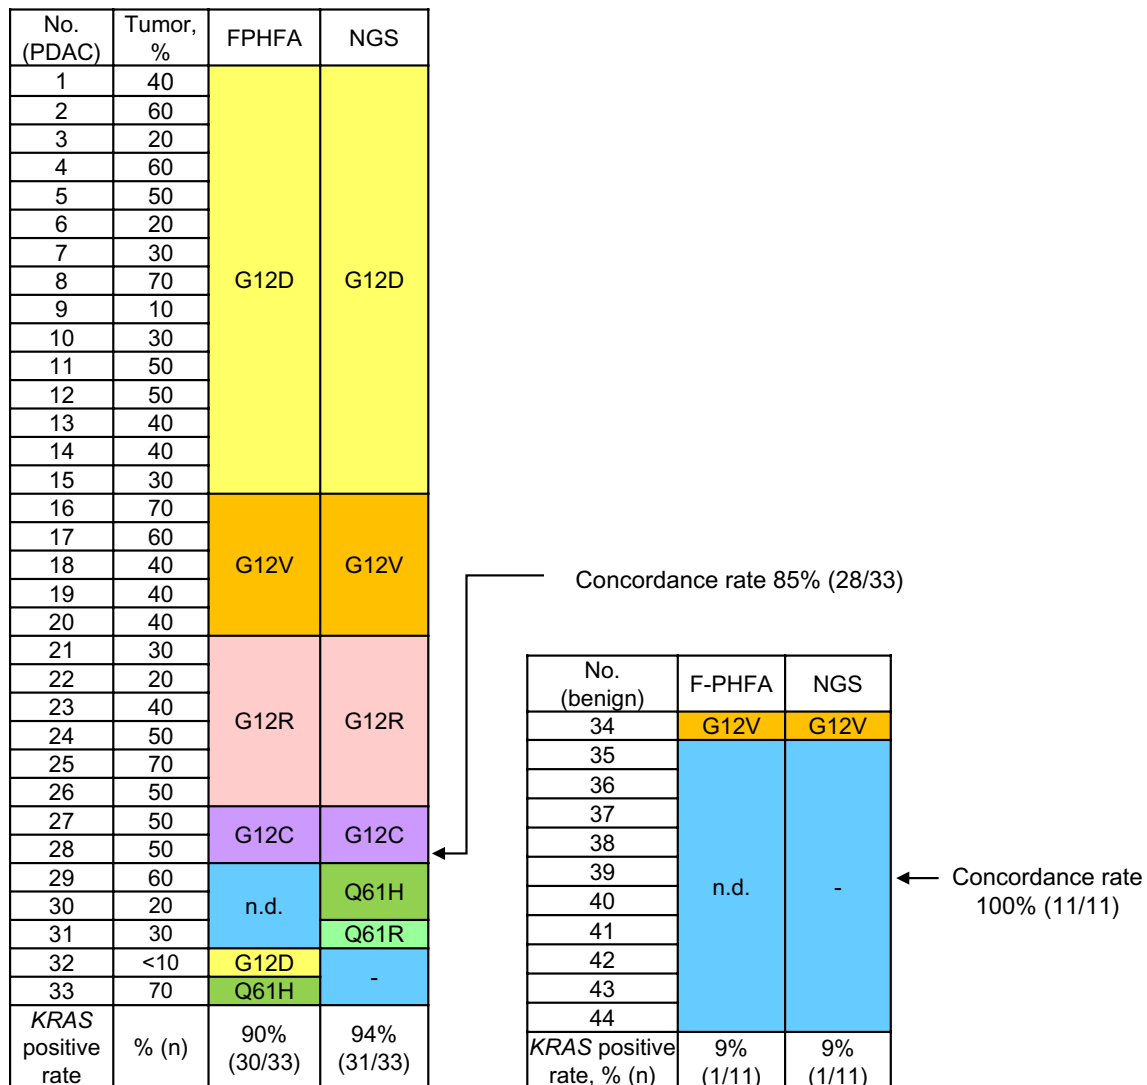 No. (PDAC) Tumor, % FPHFA NGS
1 40
2 60
3 20
4 60
5 50
6 20
7 30
8 70 G12D G12D
9 10
10 30
11 50
12 50
13 40
14 40
15 30
16 70
17 60
18 40 G12V G12V
19 40
20 40
21 30
22 20
23 40
24 50 G12R G12R
25 70
26 50
27 50
28 50 G12C G12C
29 60 Q61H
30 20 n.d.
31 30 Q61R
32 <10 G12D -
33 70 Q61H
KRAS positive rate % (n) 90% (30/33) 94% (31/33)
Concordance rate 85% (28/33)
No. (benign) F-PHFA NGS
34 G12V G12V
35
36
37
38
39
40 n.d. -
41
42
43
44
KRAS positive rate, % (n) 9% (1/11) 9% (1/11)
Concordance rate
100% (11/11)